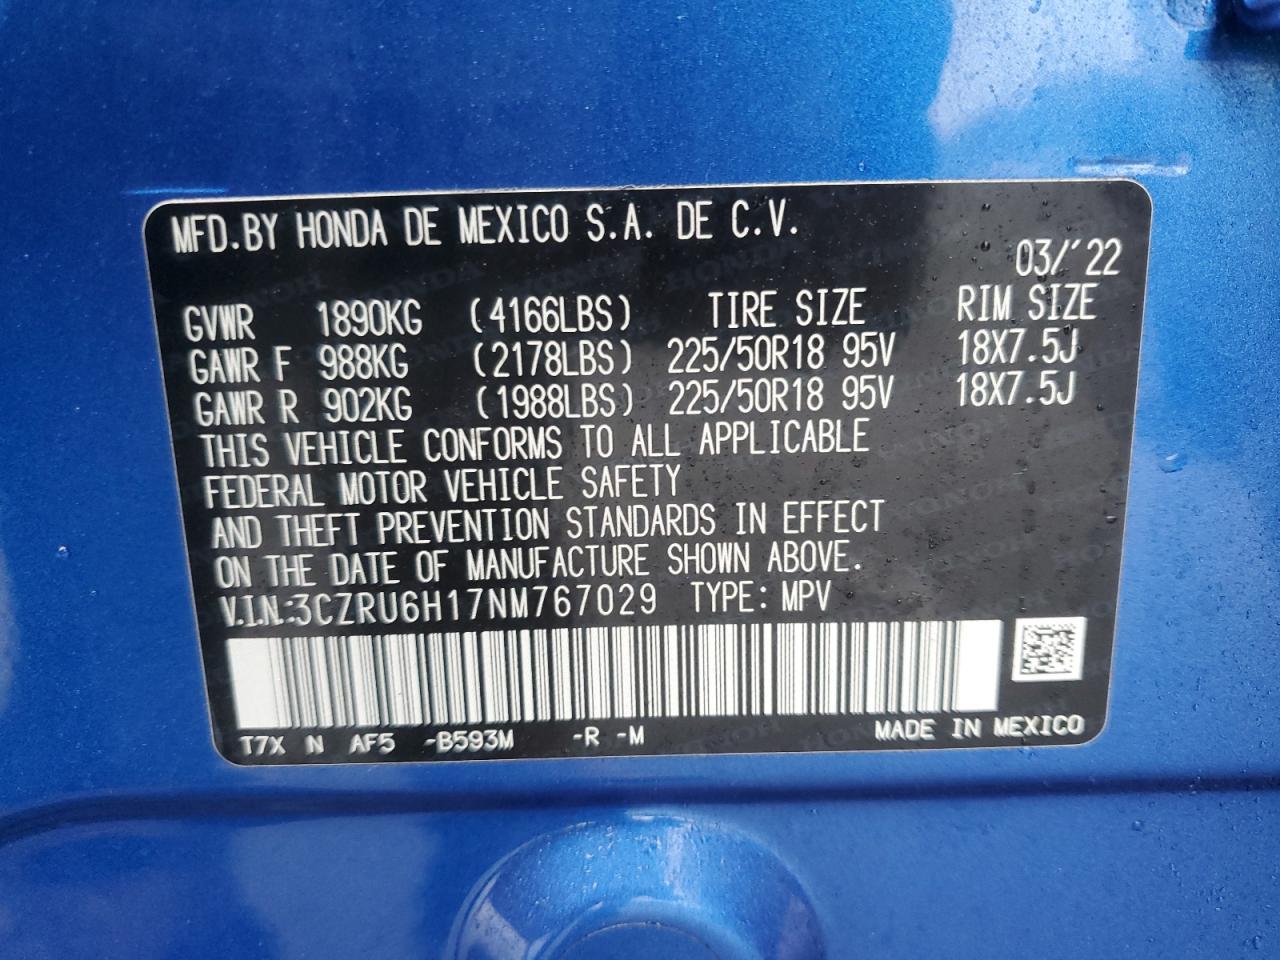 MFD.BY HONDA DE MEXICO S.A. DE C.V.
03/'22
GVWR 1890KG (4166LBS) TIRE SIZE RIM SIZE
GAWR F 988KG (2178LBS) 225/50R18 95V 18X7.5J
GAWR R 902KG (1988LBS) 225/50R18 95V 18X7.5J
THIS VEHICLE CONFORMS TO ALL APPLICABLE
FEDERAL MOTOR VEHICLE SAFETY
AND THEFT PREVENTION STANDARDS IN EFFECT
ON THE DATE OF MANUFACTURE SHOWN ABOVE.
V.I.N.:3CZRU6H17NM767029 TYPE: MPV
T7X N AF5 -B593M -R -M MADE IN MEXICO